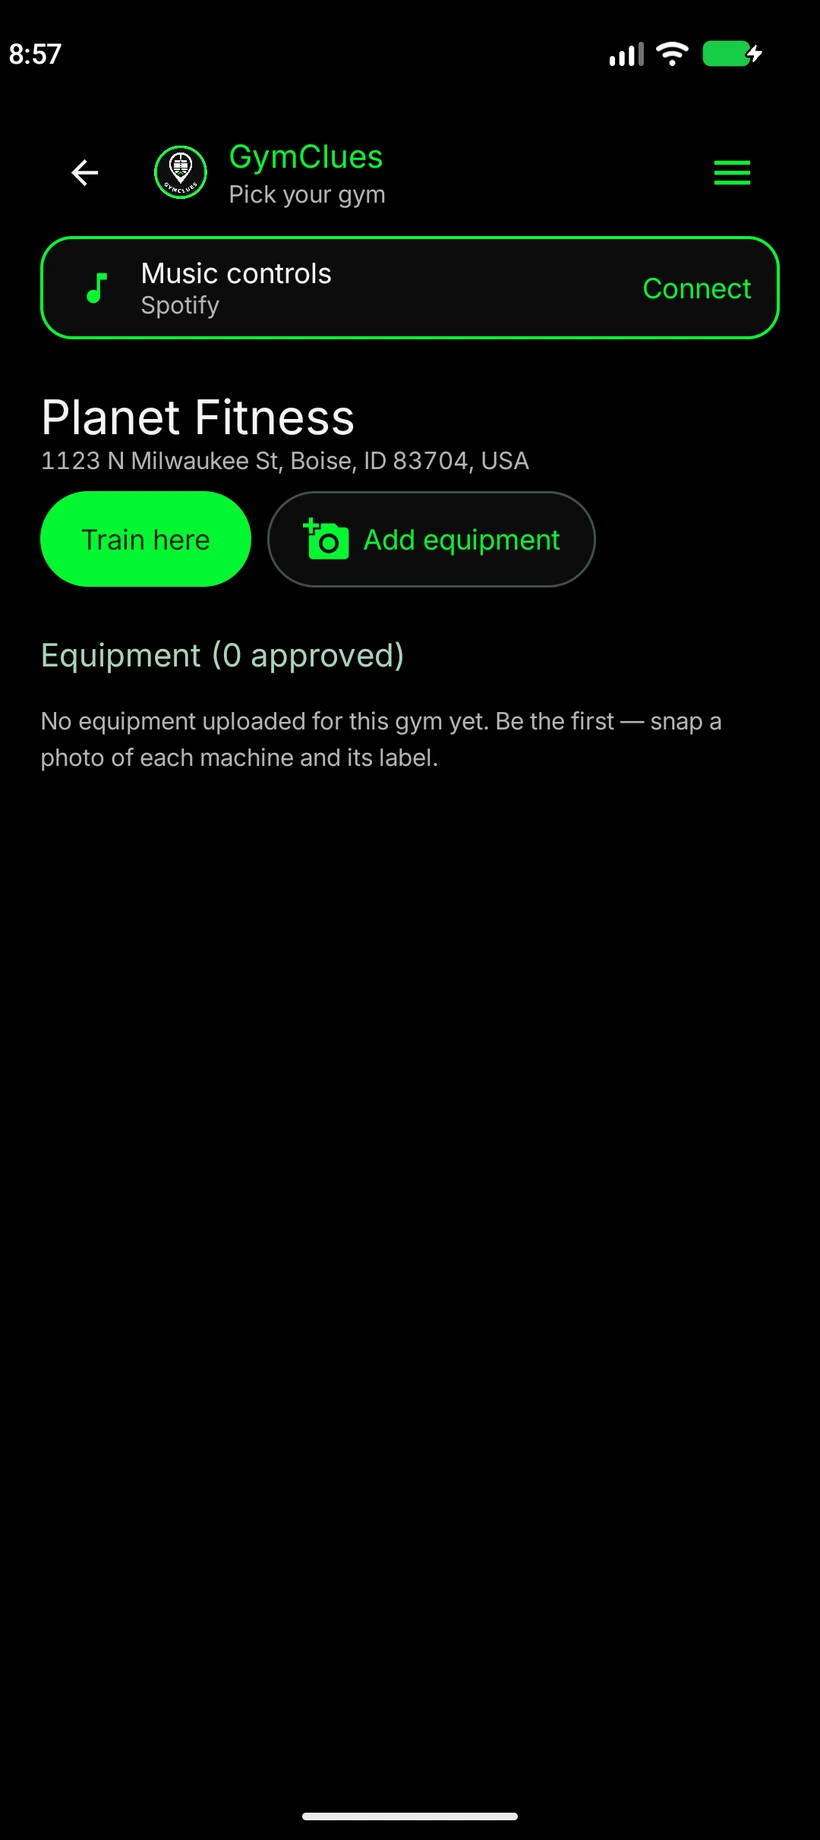 8:57
GymClues
Pick your gym
GYMCLUES
Music controls
Spotify
Connect
Planet Fitness
1123 N Milwaukee St, Boise, ID 83704, USA
Train here
Add equipment
Equipment (0 approved)
No equipment uploaded for this gym yet. Be the first — snap a
photo of each machine and its label.